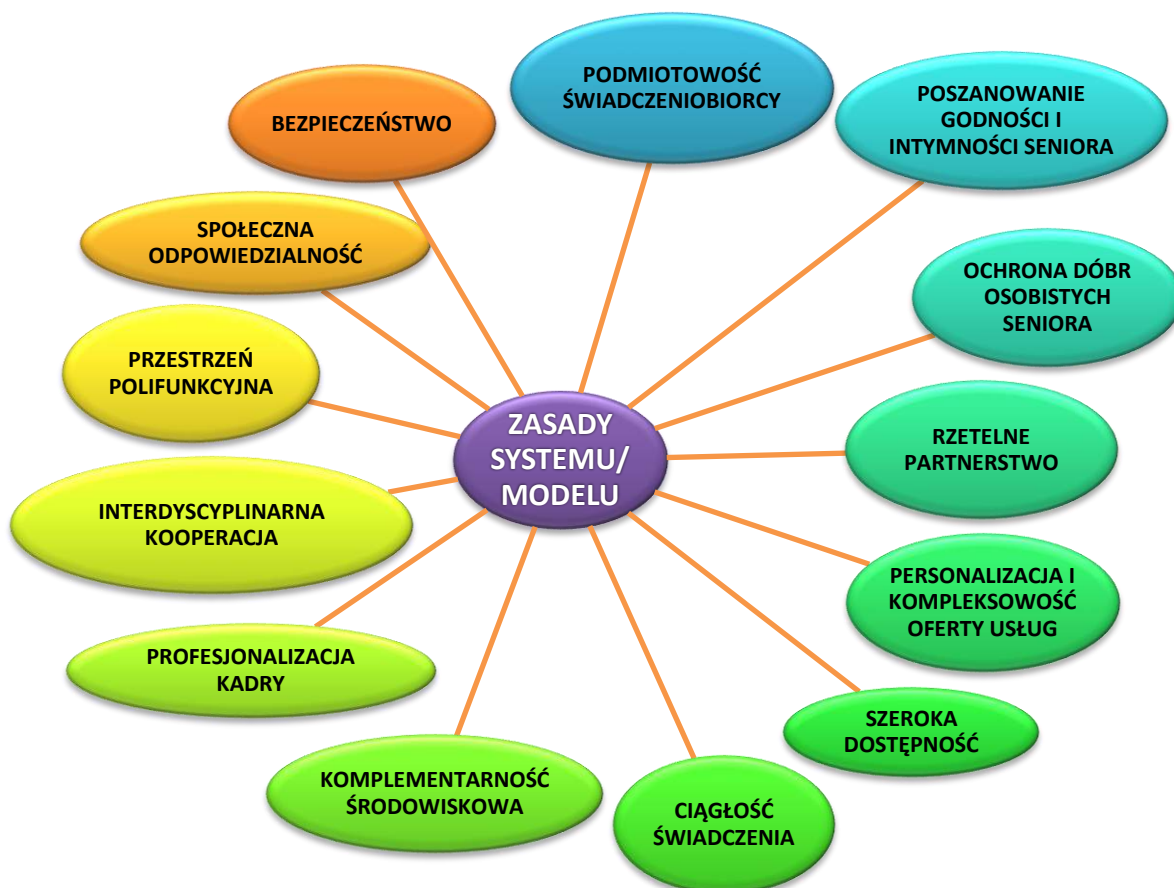 PODMIOTOWOŚĆ
ŚWIADCZENIOBIORCY
POSZANOWANIE
GODNOŚCI I
INTYMNOŚCI SENIORA
OCHRONA DÓBR
OSOBISTYCH
SENIORA
RZETELNE
PARTNERSTWO
PERSONALIZACJA I
KOMPLEKSOWOŚĆ
OFERTY USŁUG
SZEROKA
DOSTĘPNOŚĆ
CIĄGŁOŚĆ
ŚWIADCZENIA
KOMPLEMENTARNOŚĆ
ŚRODOWISKOWA
PROFESJONALIZACJA
KADRY
INTERDYSCYPLINARNA
KOOPERACJA
PRZESTRZEŃ
POLIFUNKCYJNA
SPOŁECZNA
ODPOWIEDZIALNOŚĆ
BEZPIECZEŃSTWO
ZASADY
SYSTEMU/
MODELU